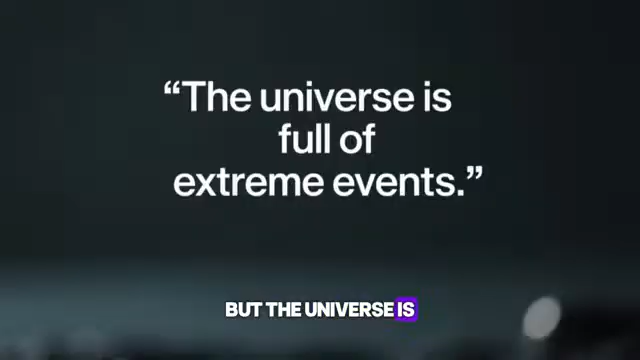 “The universe is
full of
extreme events.”
BUT THE UNIVERSE IS